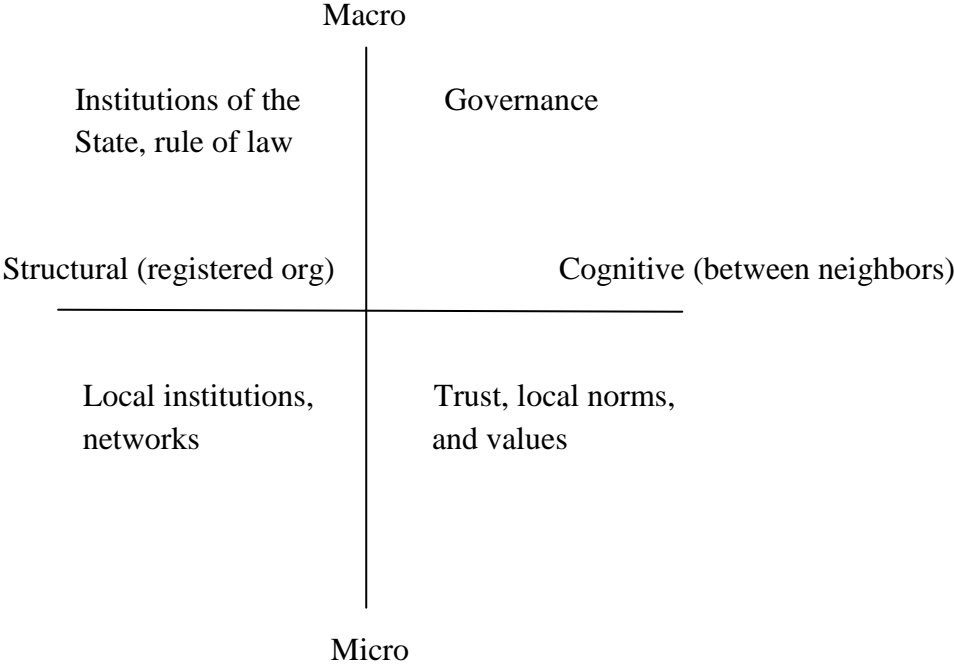 Macro
Institutions of the
State, rule of law
Governance
Structural (registered org)
Cognitive (between neighbors)
Local institutions,
networks
Trust, local norms,
and values
Micro